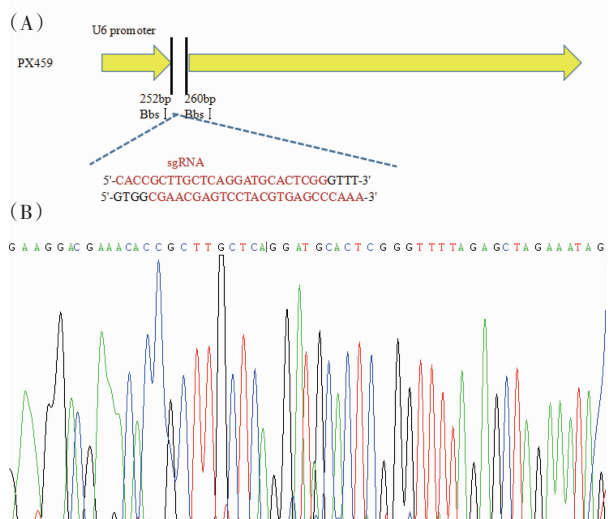 (A)
U6 promoter
PX459
252bp 260bp
Bbs I Bbs I
sgRNA
5'-CACCGCTTGCTCAGGATGCACTCGGGTTT-3'
5'-GTGGCGAACGAGTCCTACGTGAGCCCAAA-3'
(B)
G A A G G A C G A A A C A C C G C T T G C T C A G G A T G C A C T C G G G T T T T A G A G C T A G A A A T A G